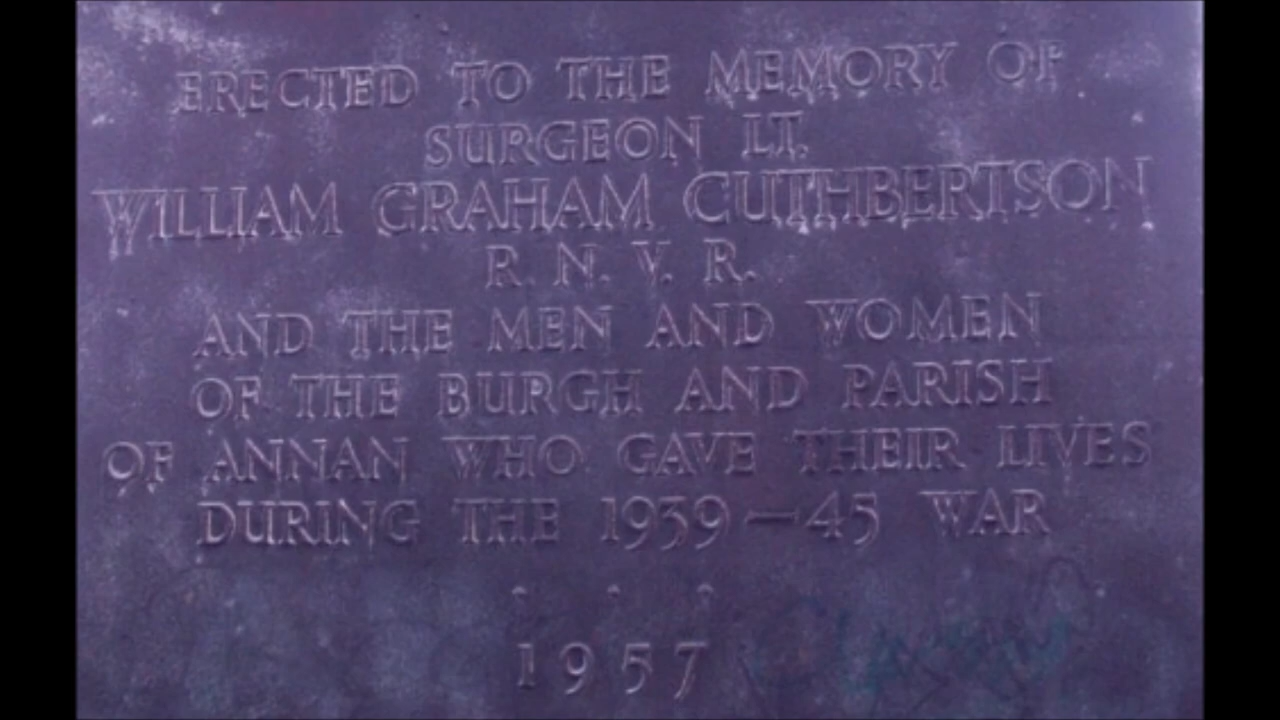 ERECTED TO THE MEMORY OF
SURGEON LT.
WILLIAM GRAHAM CUTHBERTSON
R. N. V. R.
AND THE MEN AND WOMEN
OF THE BURGH AND PARISH
OF ANNAN WHO GAVE THEIR LIVES
DURING THE 1939–45 WAR
. . .
1957